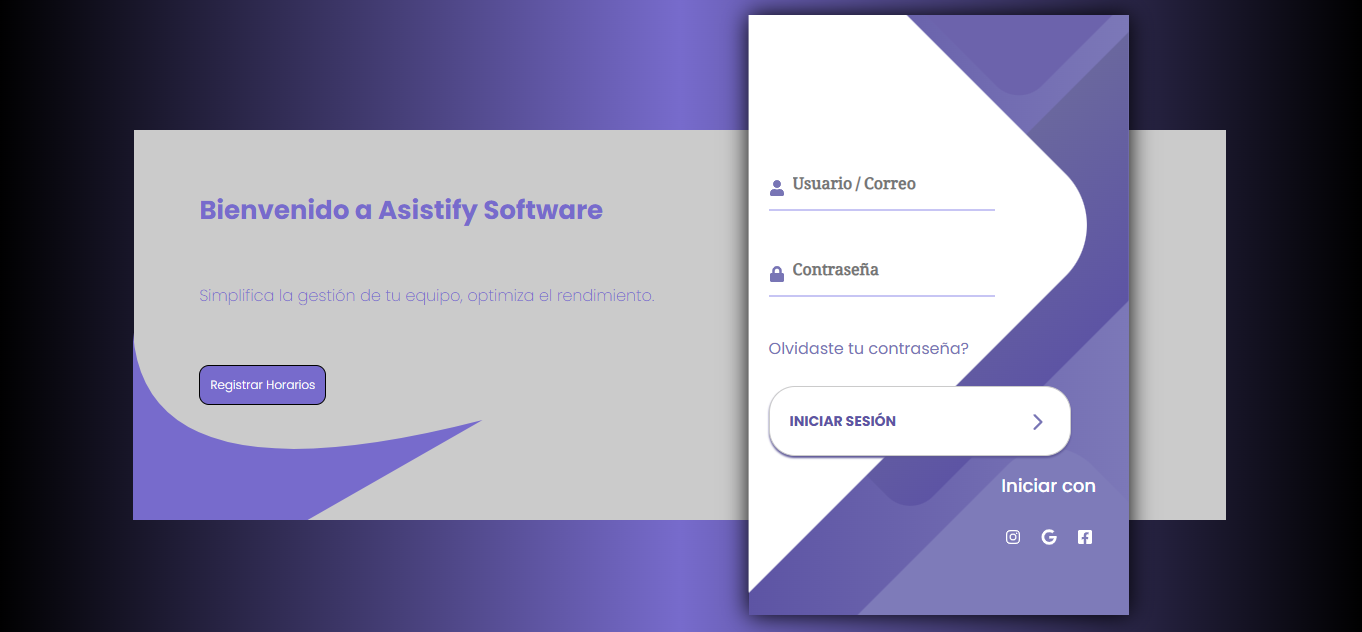 Bienvenido a Asistify Software
Simplifica la gestión de tu equipo, optimiza el rendimiento.
Registrar Horarios
Usuario / Correo
Contraseña
Olvidaste tu contraseña?
INICIAR SESIÓN
Iniciar con